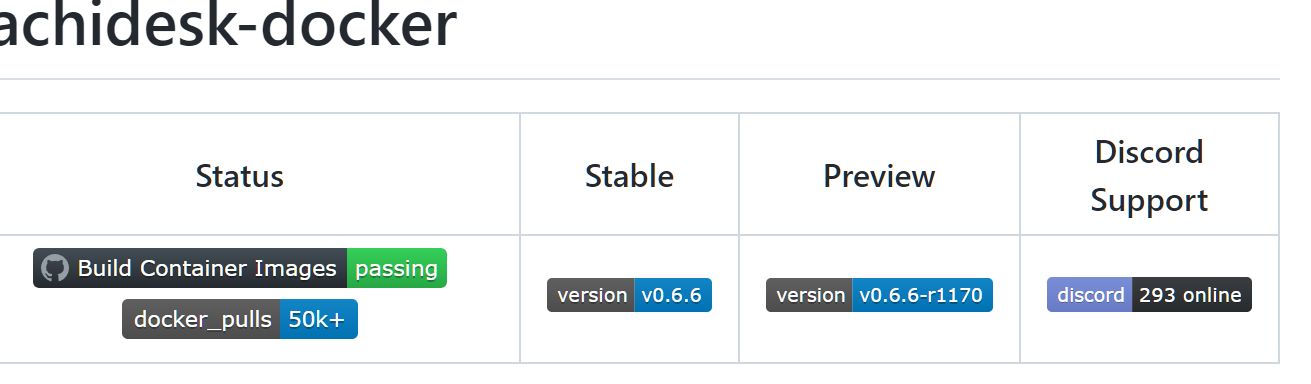 achidesk-docker
Status
Stable
Preview
Discord
Support
Build Container Images passing
docker_pulls 50k+
version v0.6.6
version v0.6.6-r1170
discord 293 online